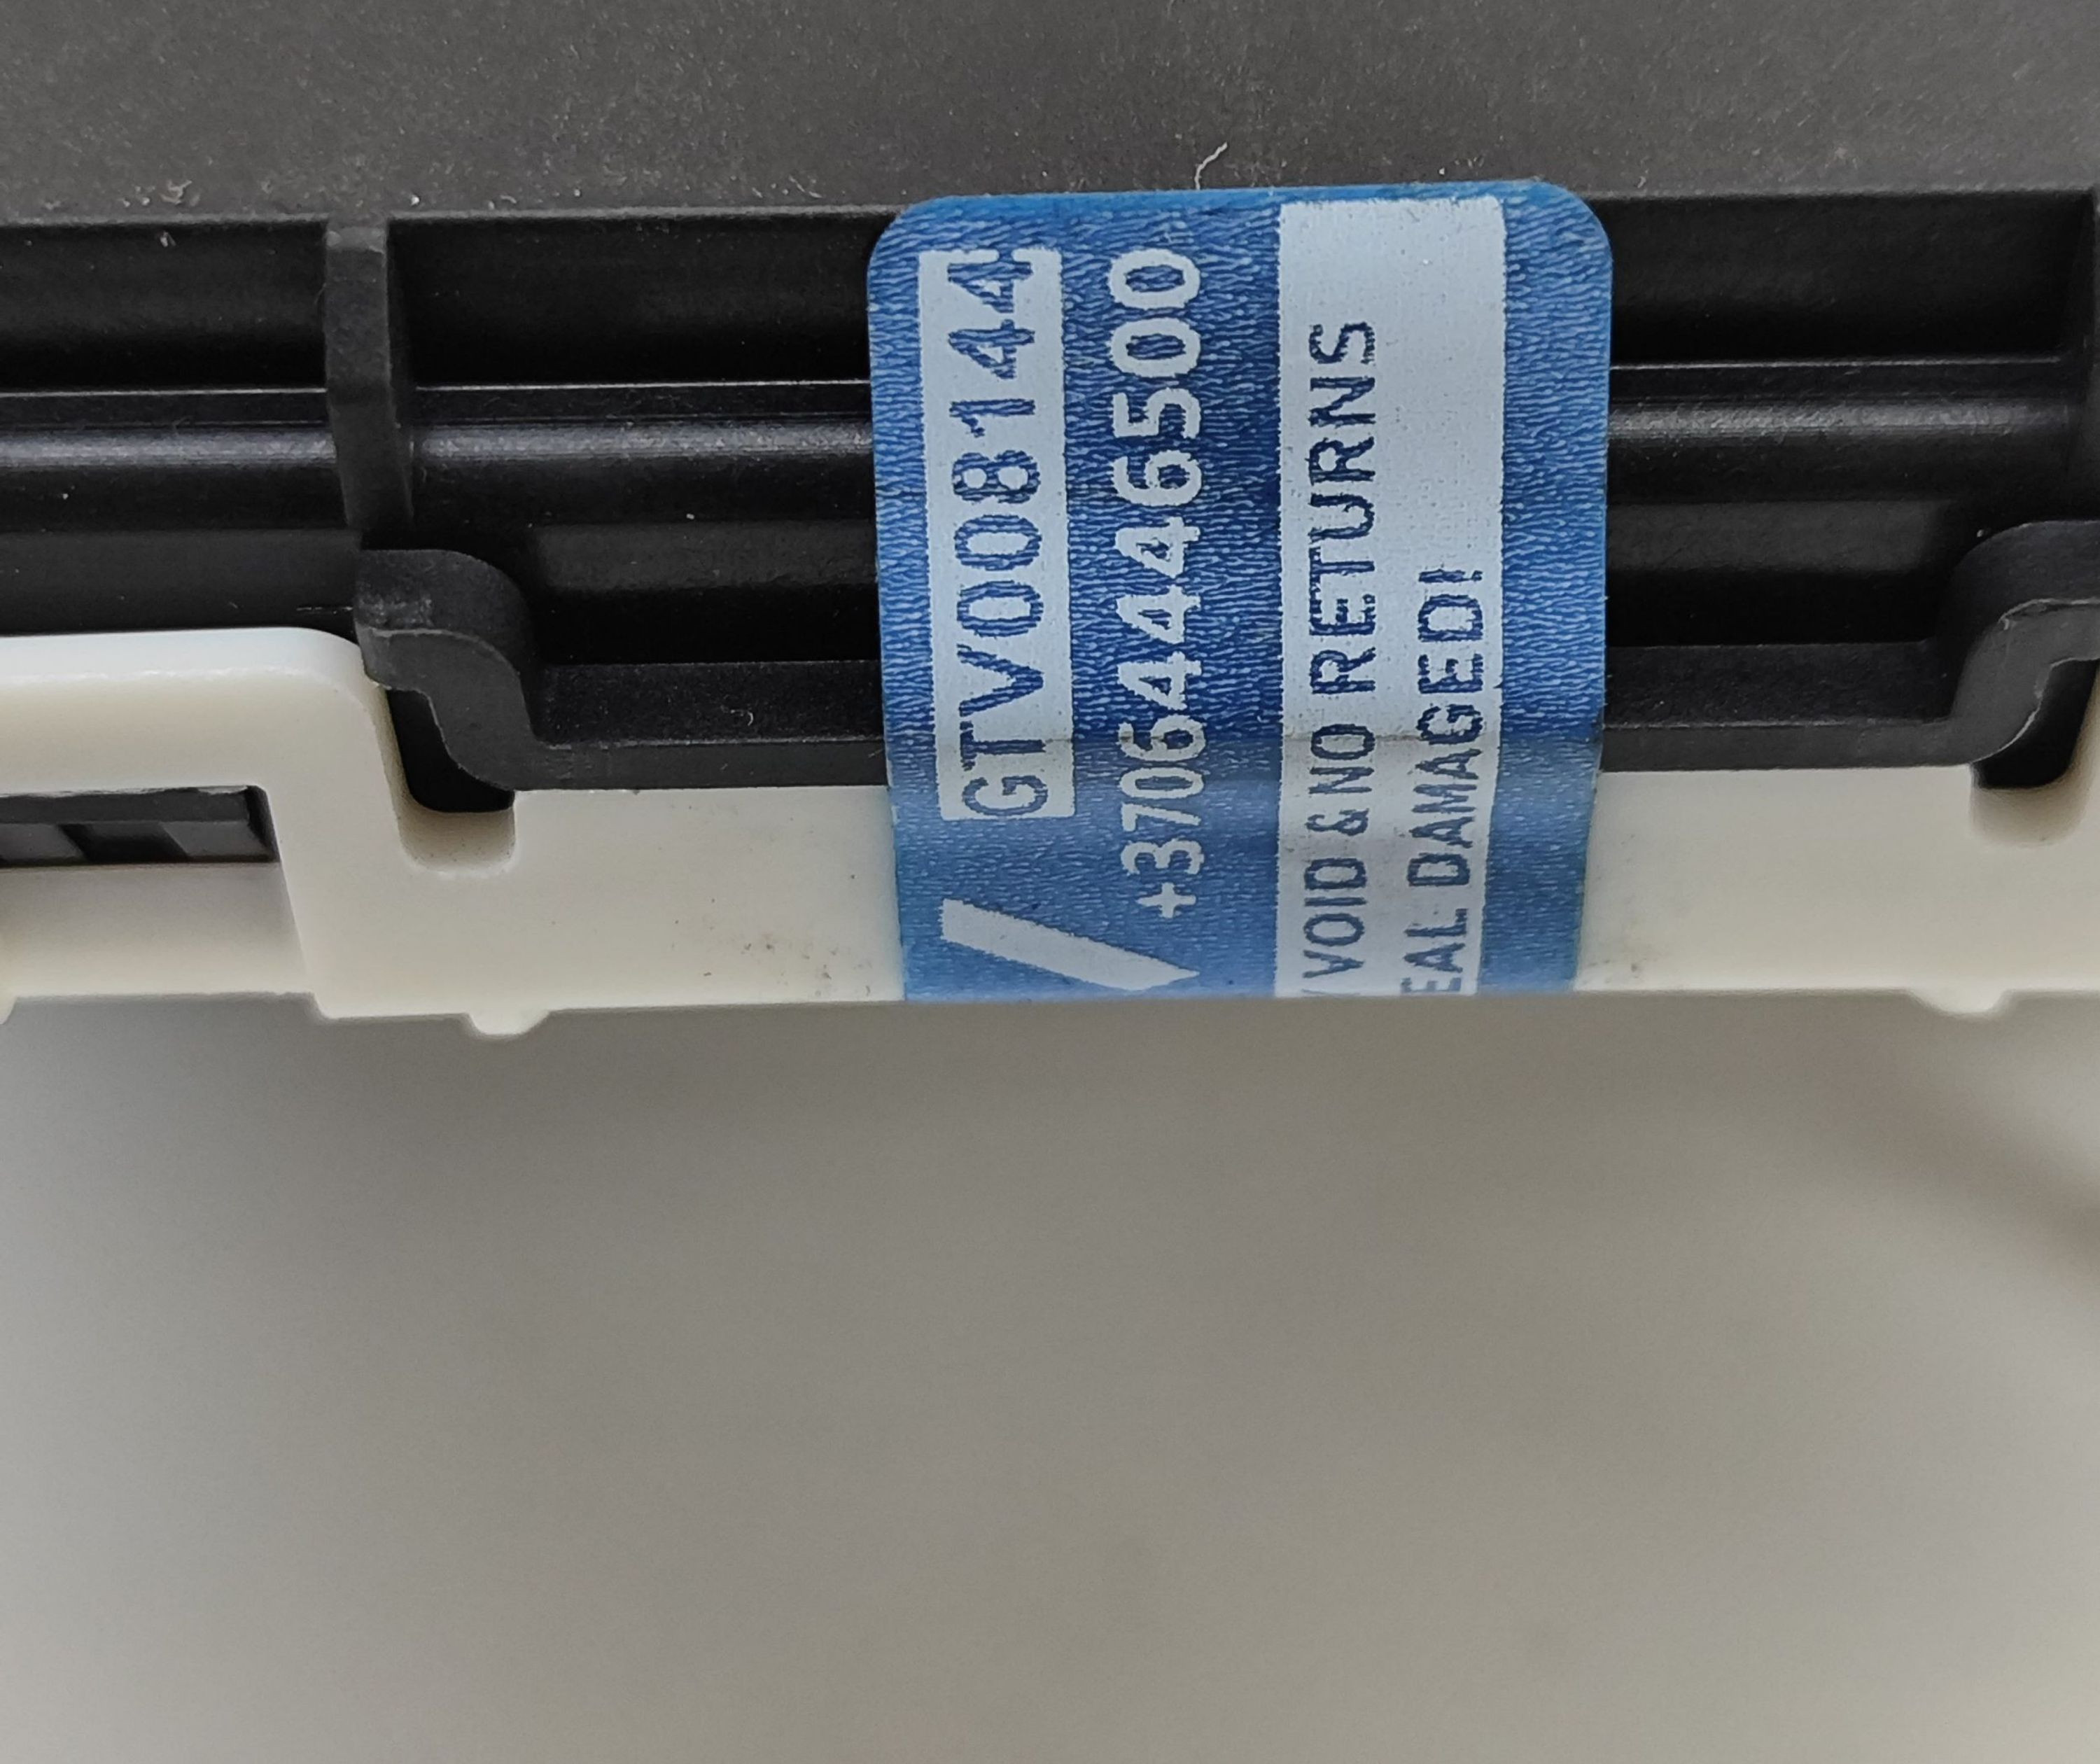 GTV008144
+37064446500
VOID & NO RETURNS
EAL DAMAGED!